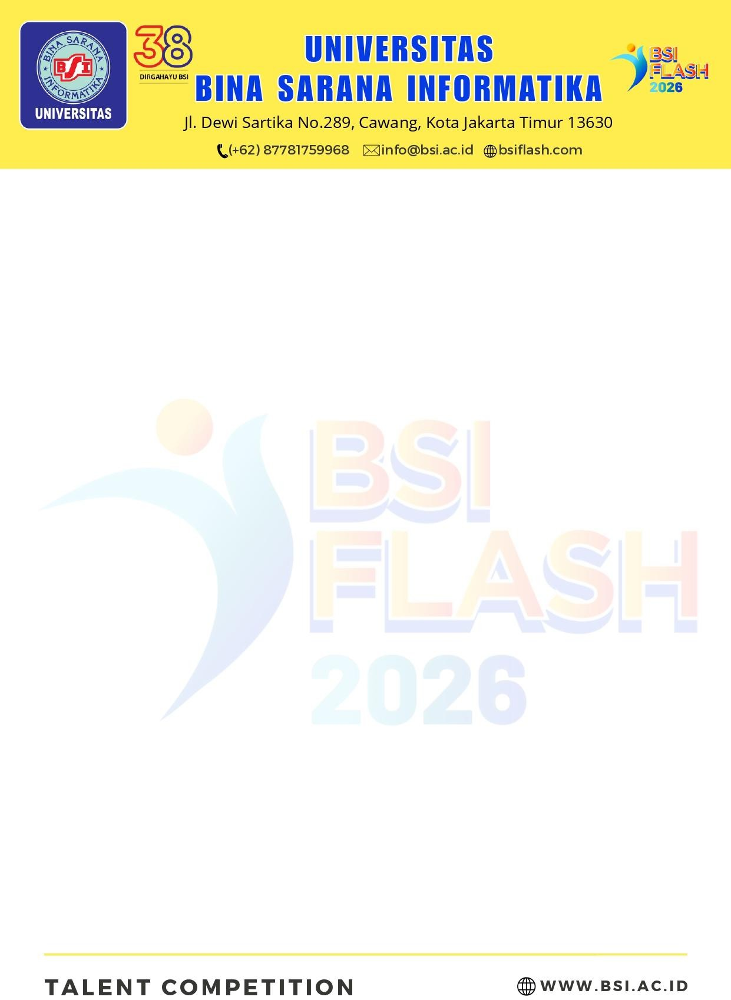 BINA SARANA
BSI
INFORMATIKA
UNIVERSITAS
38
DIRGAHAYU BSI
UNIVERSITAS
BINA SARANA INFORMATIKA
Jl. Dewi Sartika No.289, Cawang, Kota Jakarta Timur 13630
(+62) 87781759968 info@bsi.ac.id bsiflash.com
BSI
FLASH
2026
BSI
FLASH
2026
TALENT COMPETITION
WWW.BSI.AC.ID